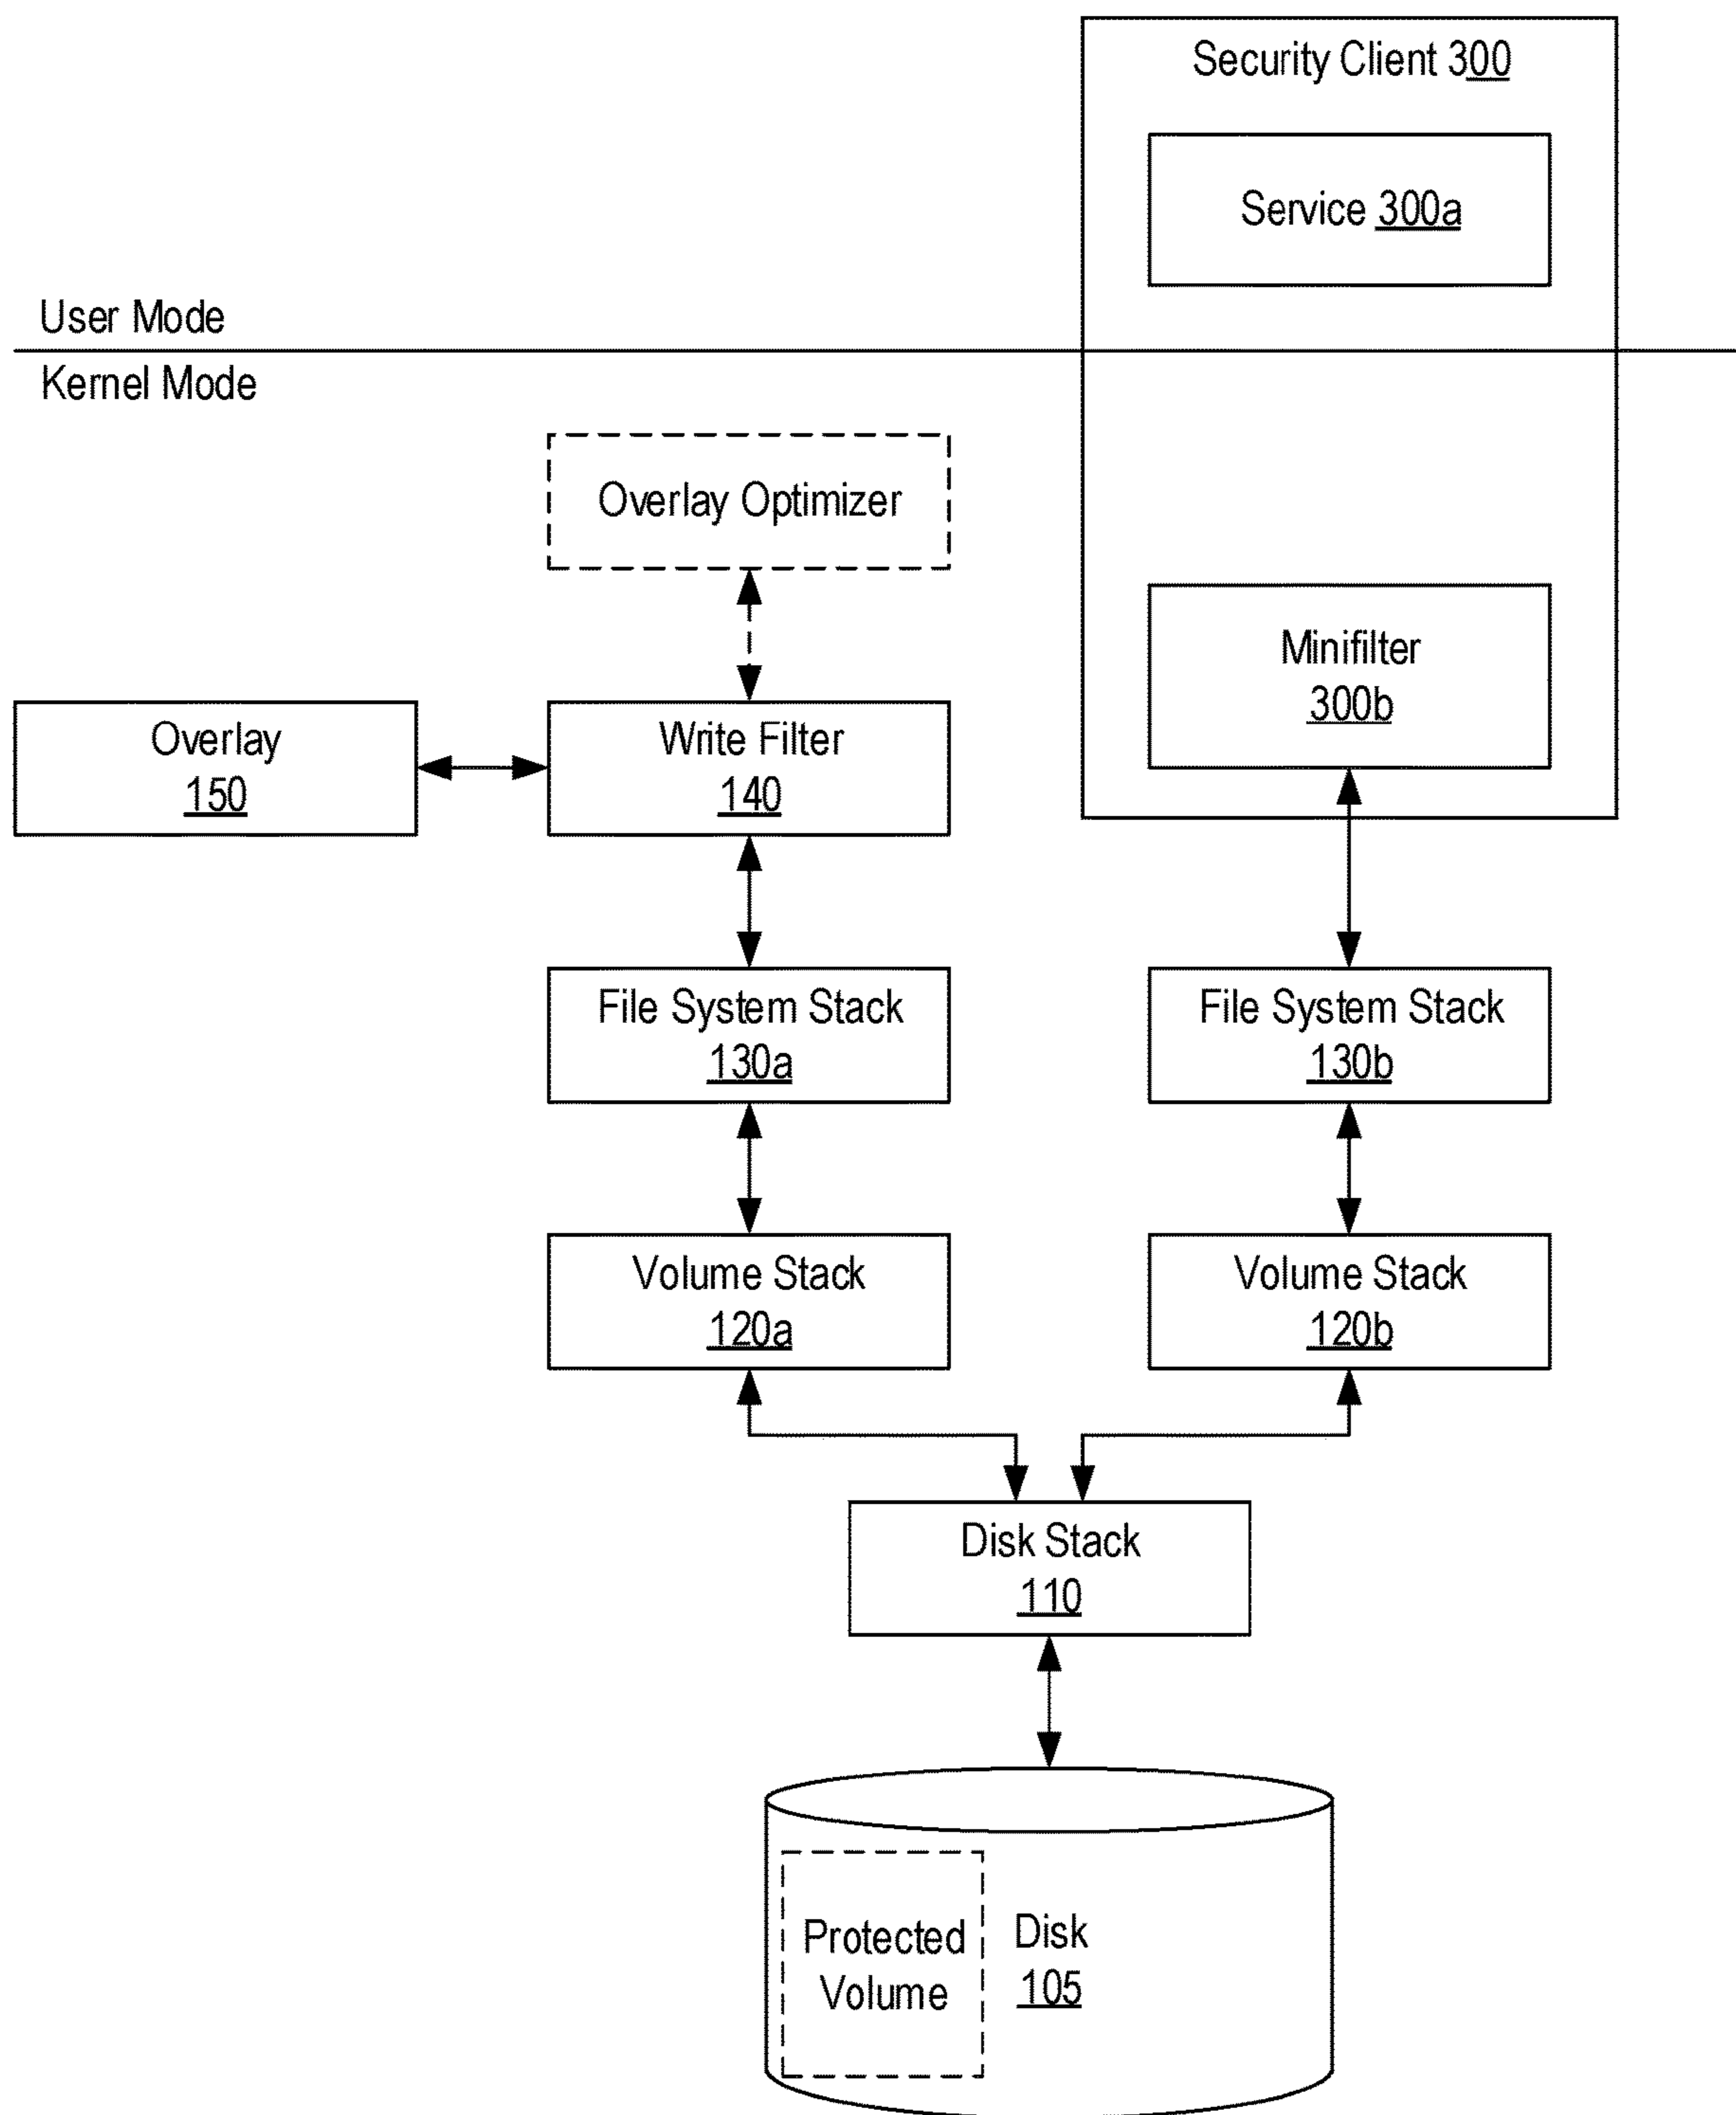 Security Client 300
Service 300a
User Mode
Kernel Mode
Overlay Optimizer
Minifilter
300b
Overlay
150
Write Filter
140
File System Stack
130a
File System Stack
130b
Volume Stack
120a
Volume Stack
120b
Disk Stack
110
Protected
Volume
Disk
105